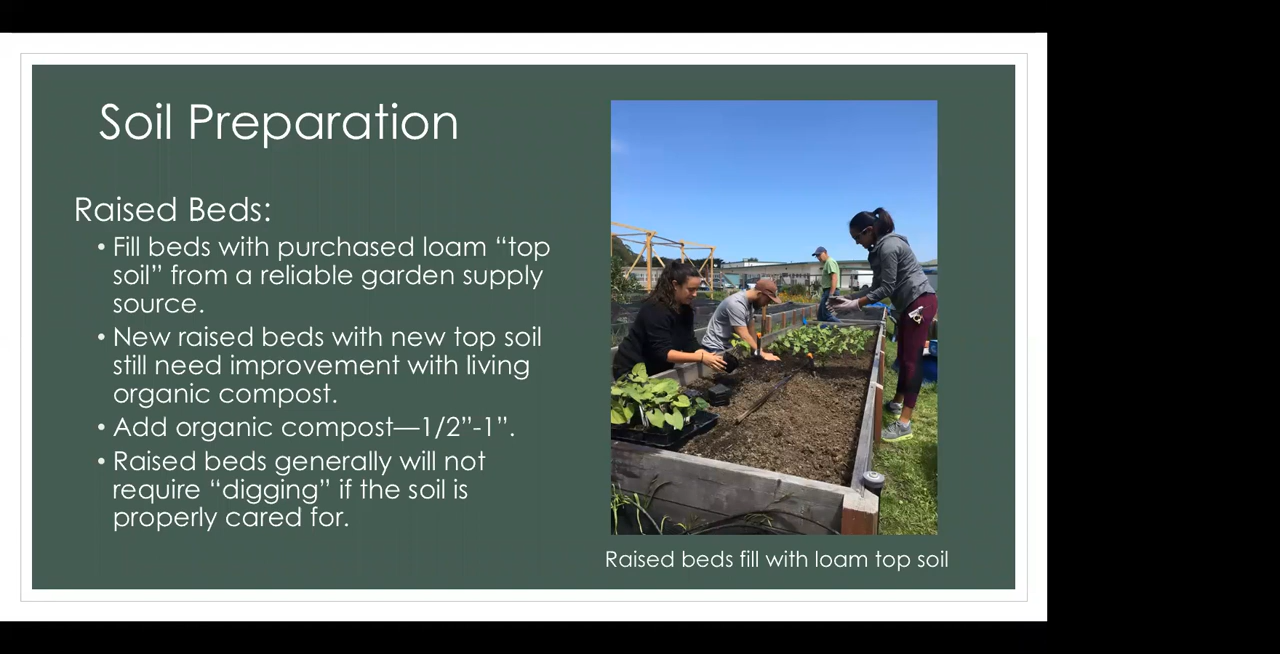 Soil Preparation
Raised Beds:
• Fill beds with purchased loam “top
soil” from a reliable garden supply
source.
• New raised beds with new top soil
still need improvement with living
organic compost.
• Add organic compost—1/2”-1”.
• Raised beds generally will not
require “digging” if the soil is
properly cared for.
Raised beds fill with loam top soil